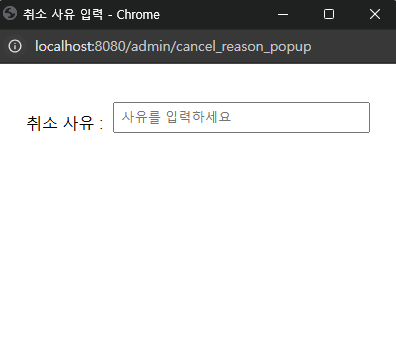 취소 사유 입력 - Chrome
localhost:8080/admin/cancel_reason_popup
취소 사유 : 사유를 입력하세요